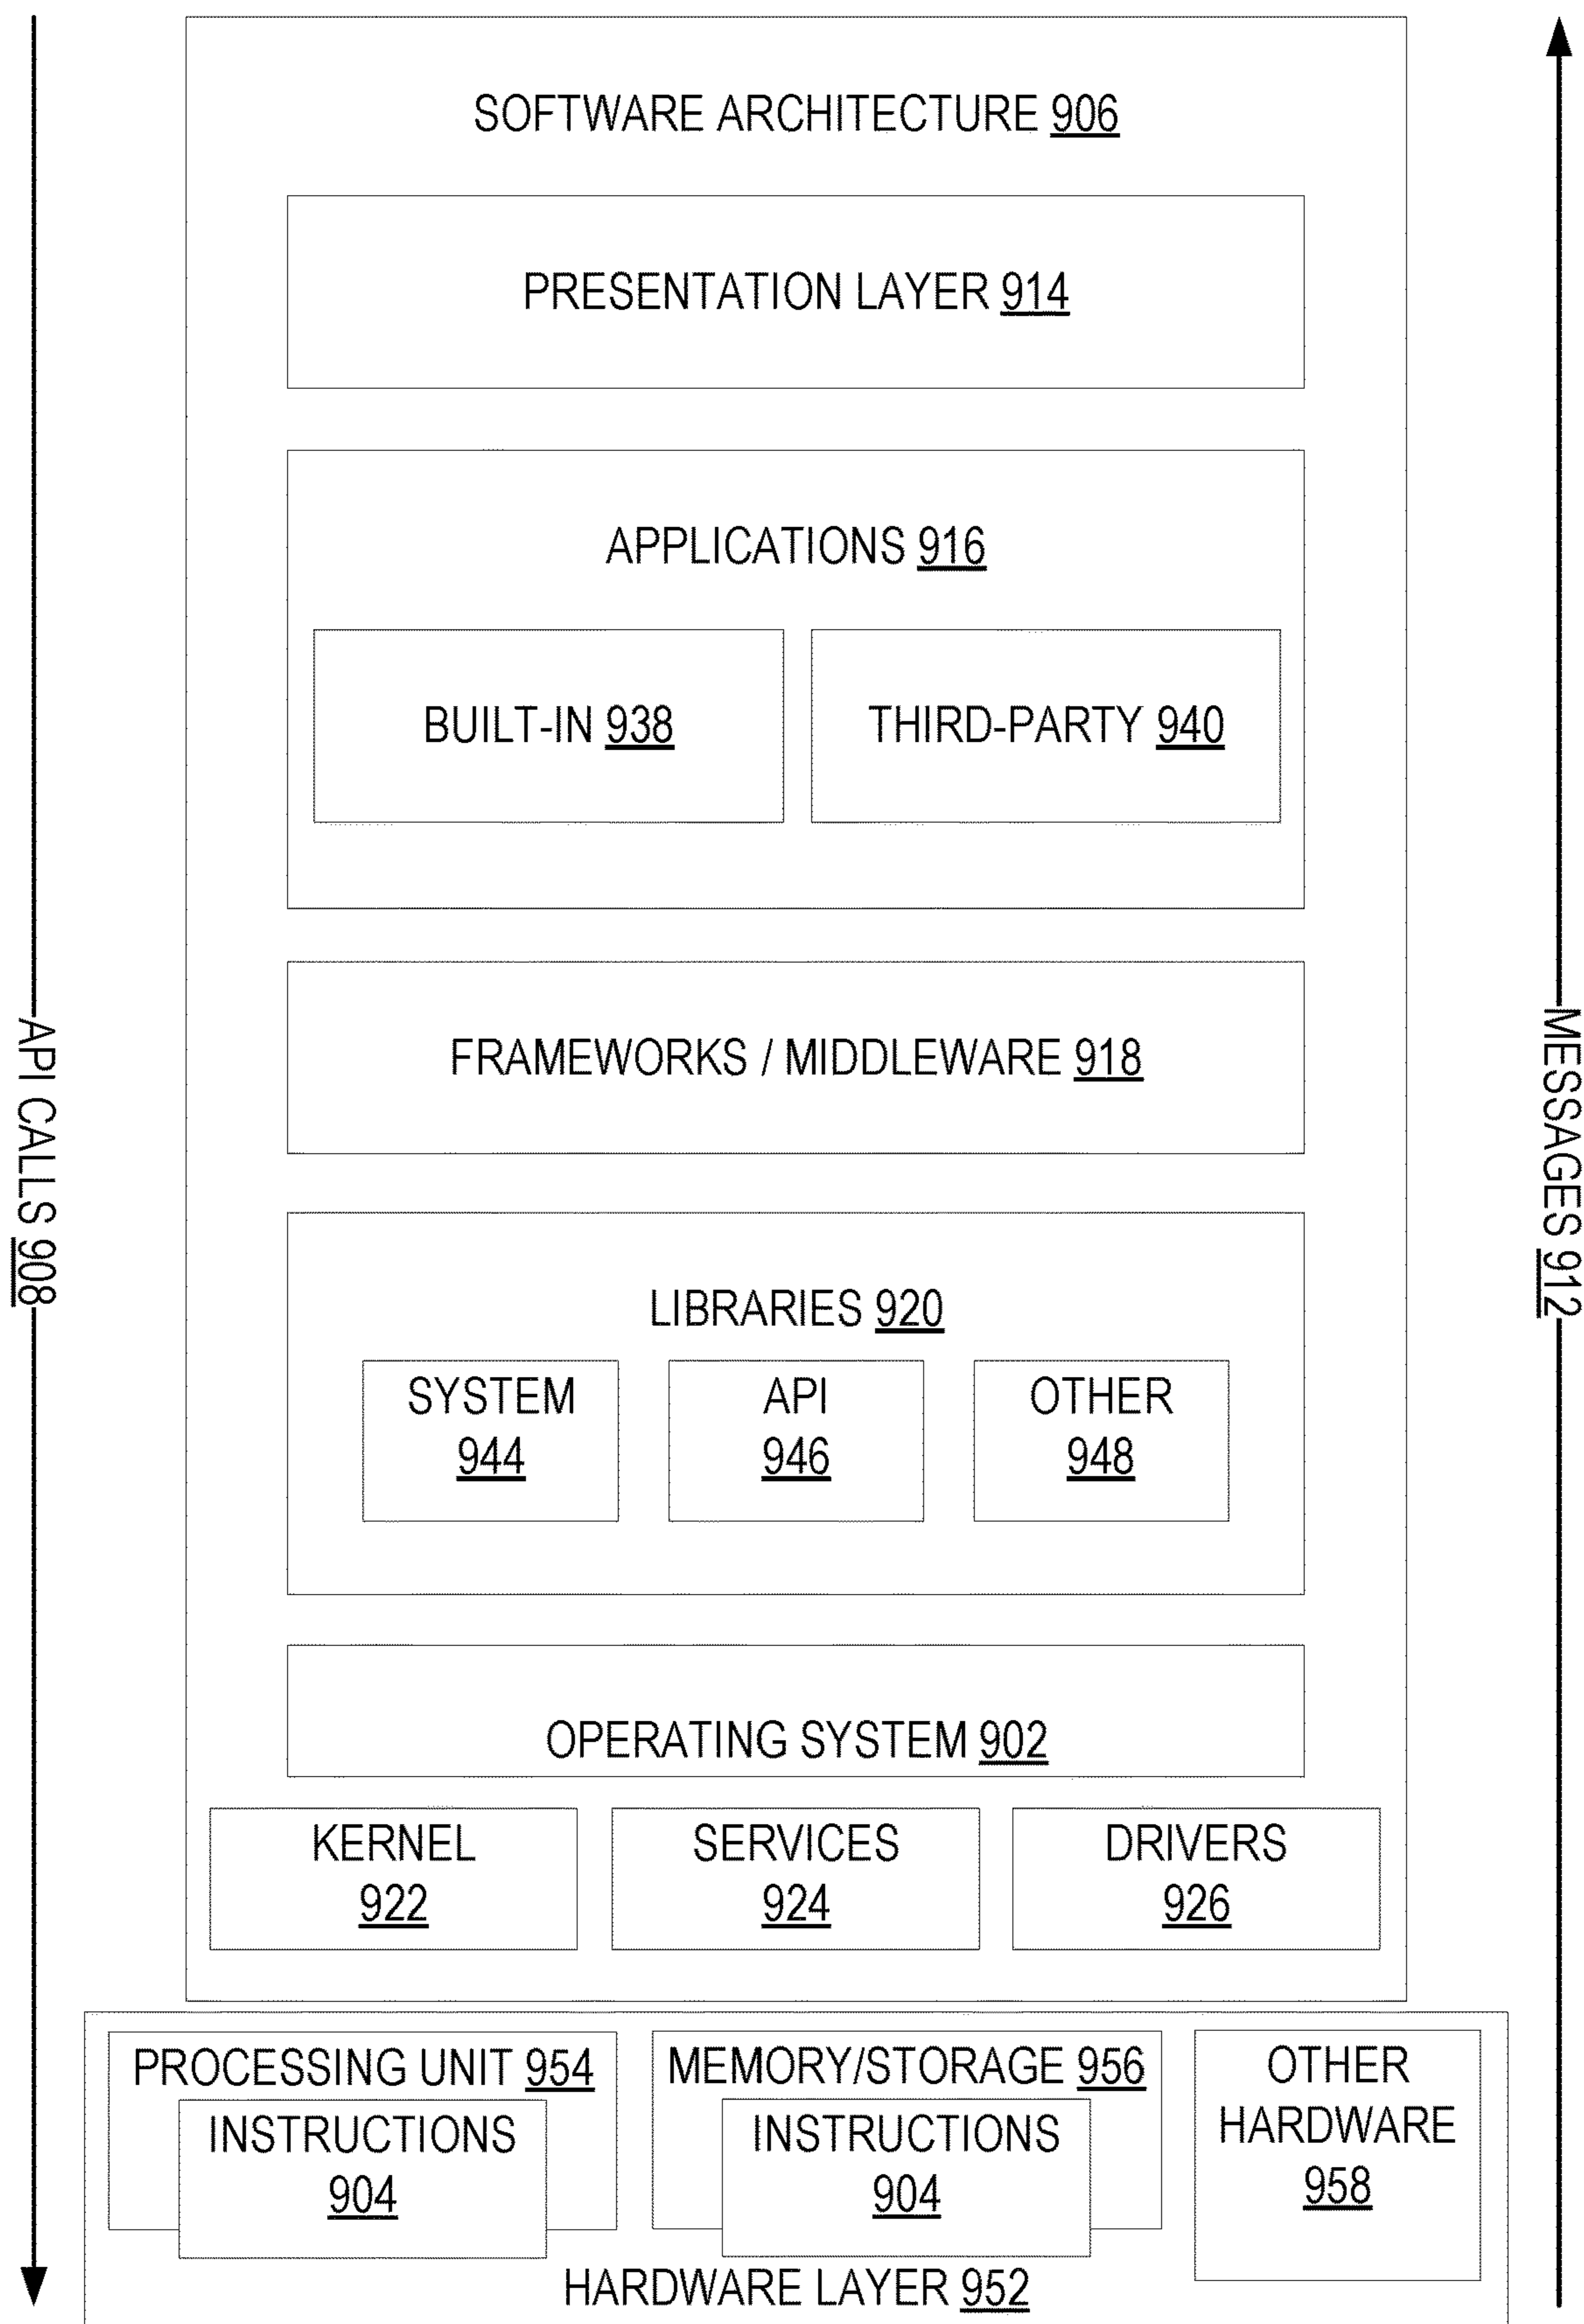 SOFTWARE ARCHITECTURE 906
PRESENTATION LAYER 914
APPLICATIONS 916
BUILT-IN 938
THIRD-PARTY 940
FRAMEWORKS / MIDDLEWARE 918
API CALLS 908
MESSAGES 912
LIBRARIES 920
SYSTEM
944
API
946
OTHER
948
OPERATING SYSTEM 902
KERNEL
922
SERVICES
924
DRIVERS
926
PROCESSING UNIT 954
INSTRUCTIONS
904
MEMORY/STORAGE 956
INSTRUCTIONS
904
OTHER
HARDWARE
958
HARDWARE LAYER 952